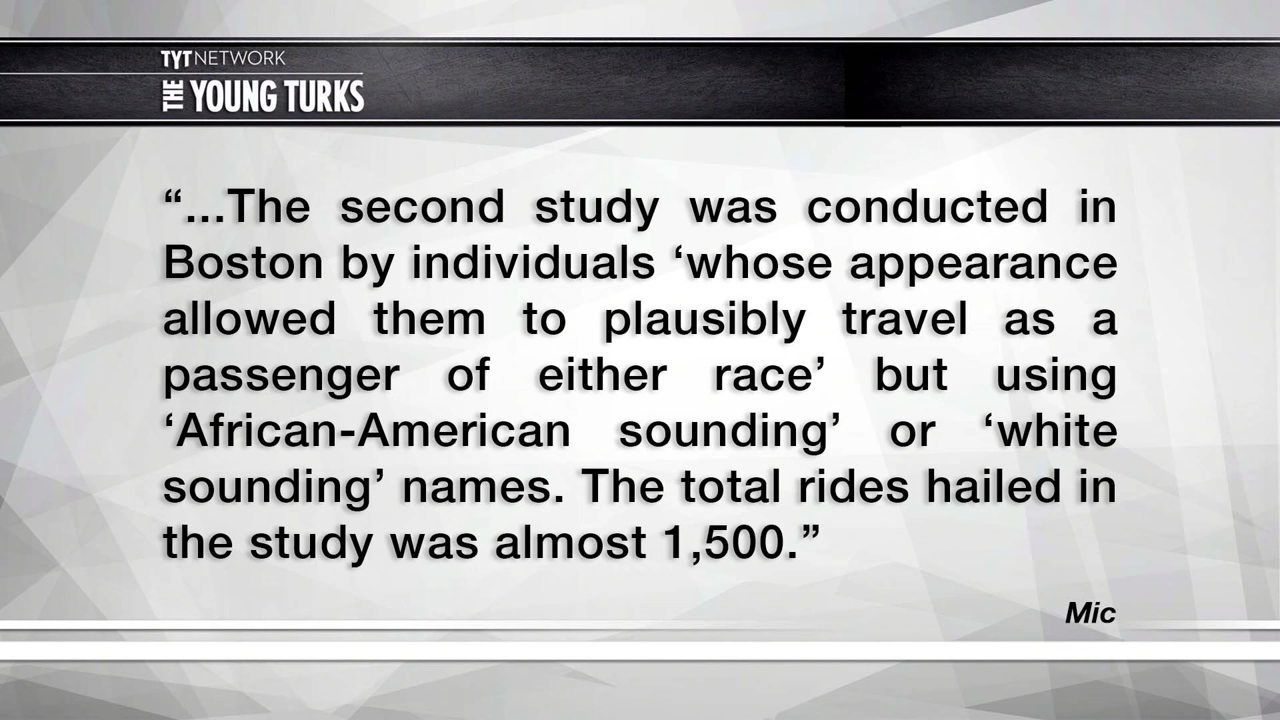 TYT NETWORK
THE YOUNG TURKS
“...The second study was conducted in
Boston by individuals ‘whose appearance
allowed them to plausibly travel as a
passenger of either race’ but using
‘African-American sounding’ or ‘white
sounding’ names. The total rides hailed in
the study was almost 1,500.”
Mic